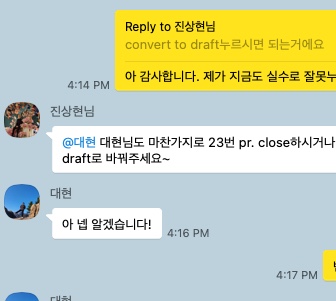 Reply to 진상현님
convert to draft누르시면 되는거에요
아 감사합니다. 제가 지금도 실수로 잘못누
4:14 PM
진상현님
@대현 대현님도 마찬가지로 23번 pr. close하시거나
draft로 바꿔주세요~
대현
아 넵 알겠습니다!
4:16 PM
4:17 PM
대현